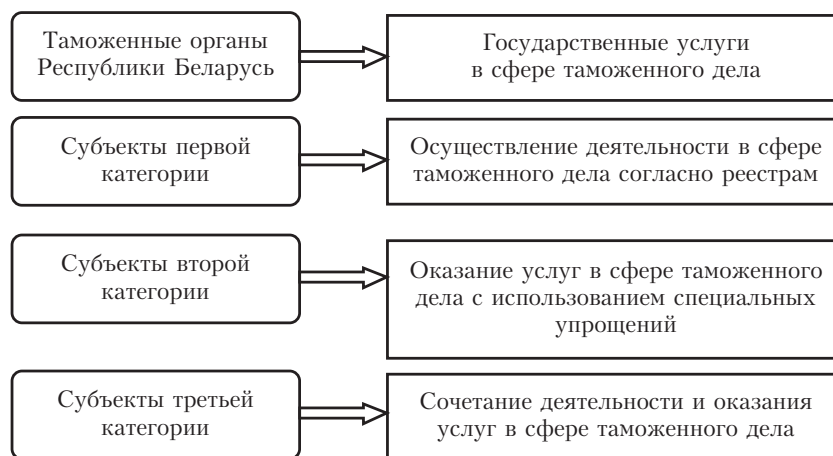 Таможенные органы
Республики Беларусь
Государственные услуги
в сфере таможенного дела
Субъекты первой
категории
Осуществление деятельности в сфере
таможенного дела согласно реестрам
Субъекты второй
категории
Оказание услуг в сфере таможенного
дела с использованием специальных
упрощений
Субъекты третьей
категории
Сочетание деятельности и оказания
услуг в сфере таможенного дела